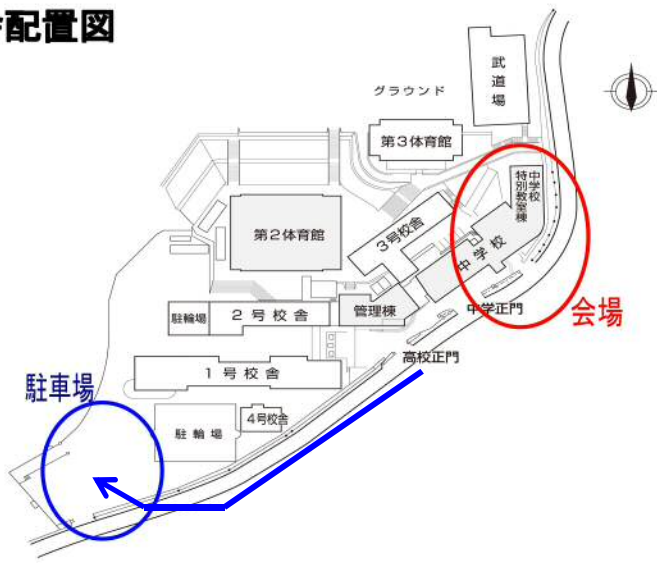 配置図
武道場
グラウンド
第3体育館
中学校
特別教室棟
第2体育館
3号校舎
中学校
会場
駐輪場
2号校舎
管理棟
中学正門
高校正門
1号校舎
駐車場
4号校舎
駐輪場